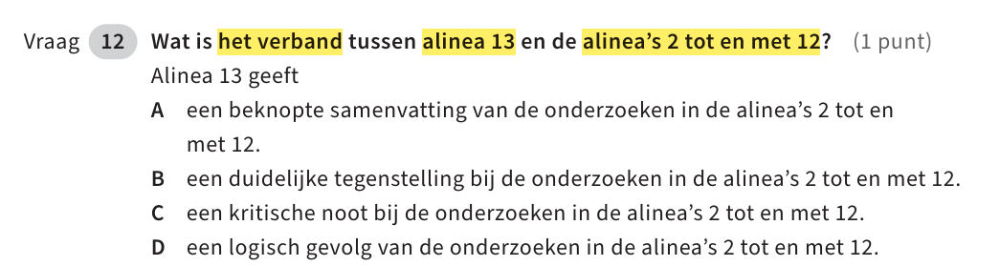 Vraag 12 Wat is het verband tussen alinea 13 en de alinea’s 2 tot en met 12? (1 punt)
Alinea 13 geeft
A een beknopte samenvatting van de onderzoeken in de alinea’s 2 tot en
met 12.
B een duidelijke tegenstelling bij de onderzoeken in de alinea’s 2 tot en met 12.
C een kritische noot bij de onderzoeken in de alinea’s 2 tot en met 12.
D een logisch gevolg van de onderzoeken in de alinea’s 2 tot en met 12.